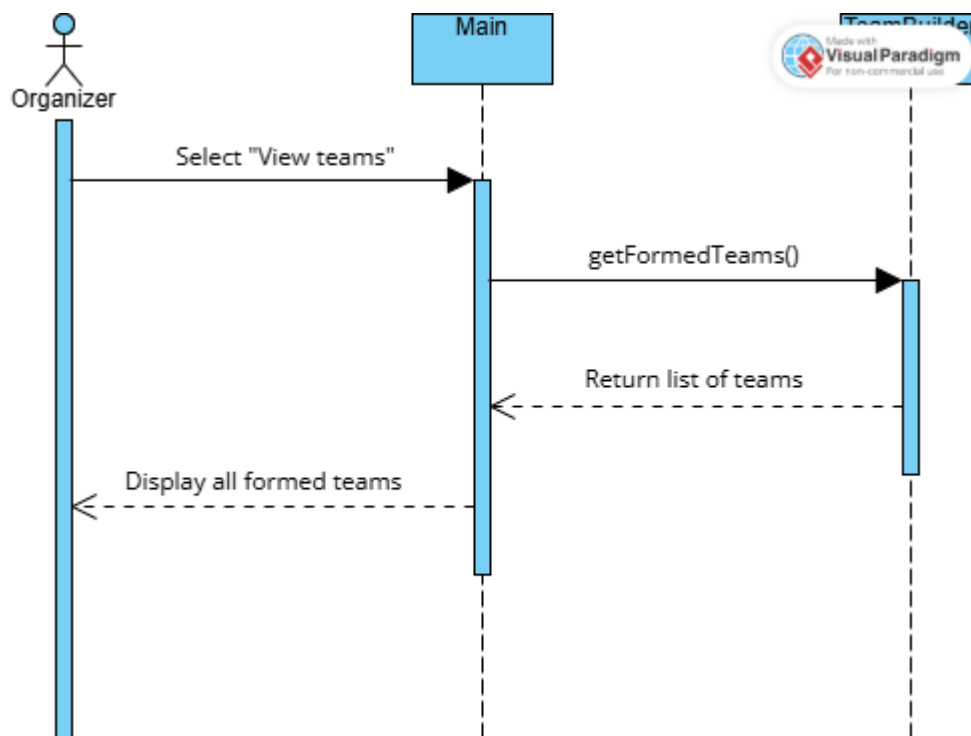 Organizer
Main
TeamBuilder
Made with
Visual Paradigm
For non-commercial use
Select "View teams"
getFormedTeams()
Return list of teams
Display all formed teams